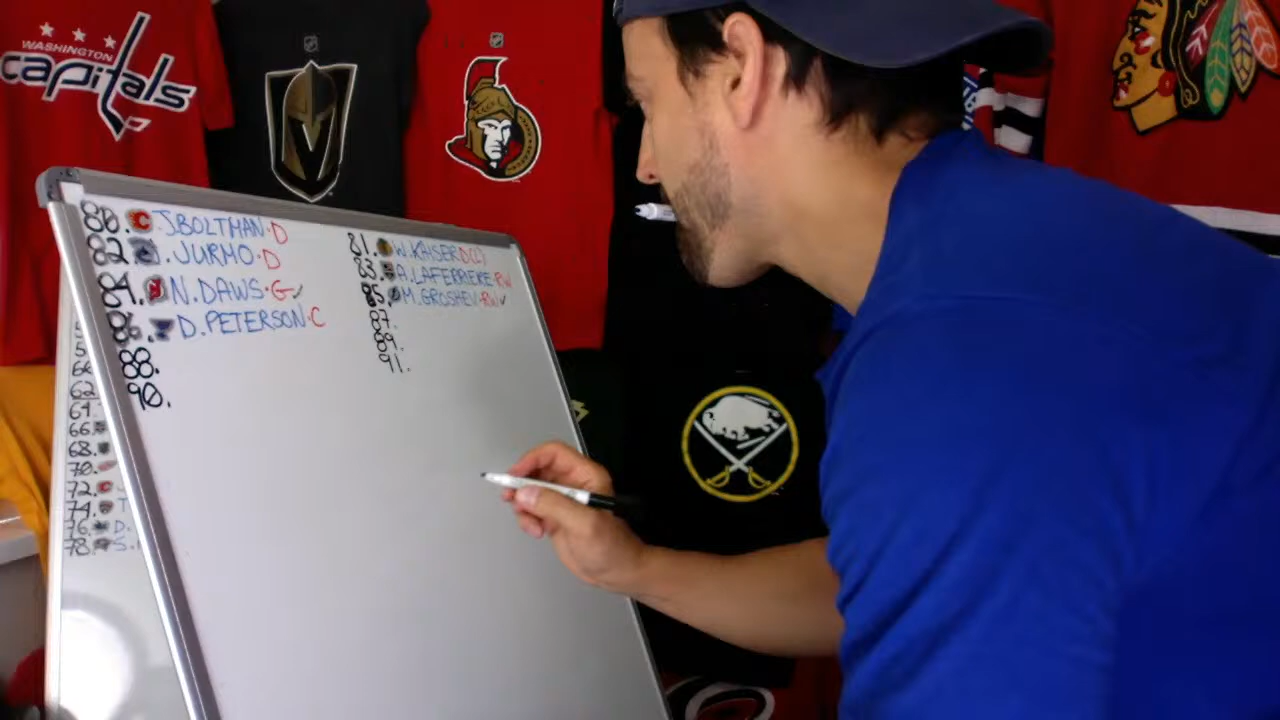 WASHINGTON
capitals
80. J.BOLTMAN·D
82. JURMO·D
84. N.DAWS·G✓
86. D.PETERSON·C
88.
90.
81. W.KAISER D(L)
83. A.LAFERRIERE RW
85. M.GROSHEV·RW✓
87.
89.
91.
62
64.
66.
68.
70.
72.
74. T
76. D.
78. S.